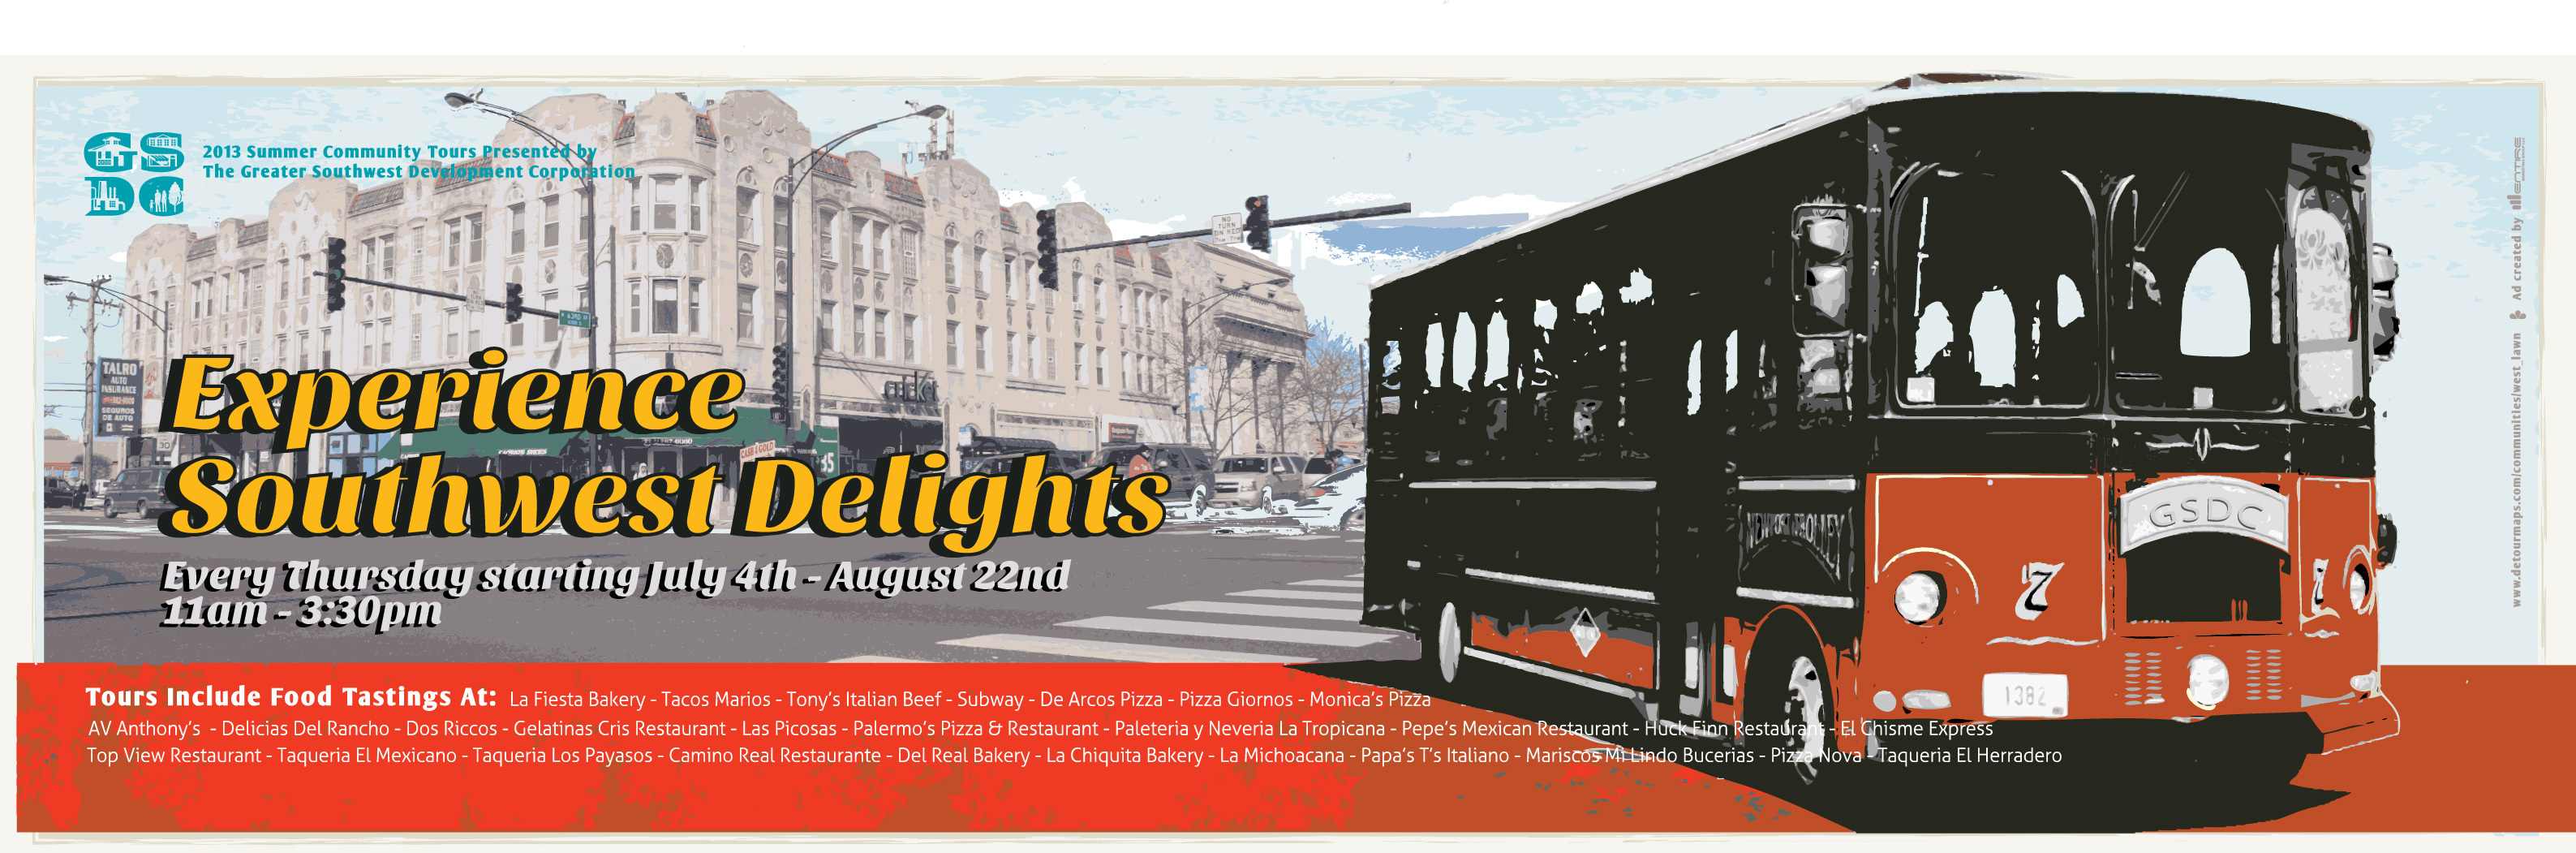 GS
DC
2013 Summer Community Tours Presented by
The Greater Southwest Development Corporation
NO
TURN
ON RED
TALRO
AUTO
INSURANCE
SEGUROS
DE AUTO
30
cricket
CASH & GOLD
Experience
Southwest Delights
Every Thursday starting July 4th - August 22nd
11am - 3:30pm
NEWPORT TROLLEY
GSDC
7
7
1382
Tours Include Food Tastings At: La Fiesta Bakery - Tacos Marios - Tony's Italian Beef - Subway - De Arcos Pizza - Pizza Giornos - Monica's Pizza
AV Anthony's - Delicias Del Rancho - Dos Riccos - Gelatinas Cris Restaurant - Las Picosas - Palermo's Pizza & Restaurant - Paleteria y Neveria La Tropicana - Pepe's Mexican Restaurant - Huck Finn Restaurant - El Chisme Express
Top View Restaurant - Taqueria El Mexicano - Taqueria Los Payasos - Camino Real Restaurante - Del Real Bakery - La Chiquita Bakery - La Michoacana - Papa's T's Italiano - Mariscos Mi Lindo Bucerias - Pizza Nova - Taqueria El Herradero
www.detourmaps.com/communities/west_lawn Ad created by